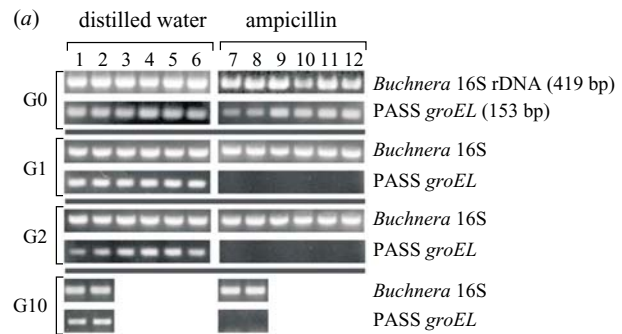 (a) distilled water ampicillin
1 2 3 4 5 6 7 8 9 10 11 12
G0 Buchnera 16S rDNA (419 bp)
PASS groEL (153 bp)
G1 Buchnera 16S
PASS groEL
G2 Buchnera 16S
PASS groEL
G10 Buchnera 16S
PASS groEL